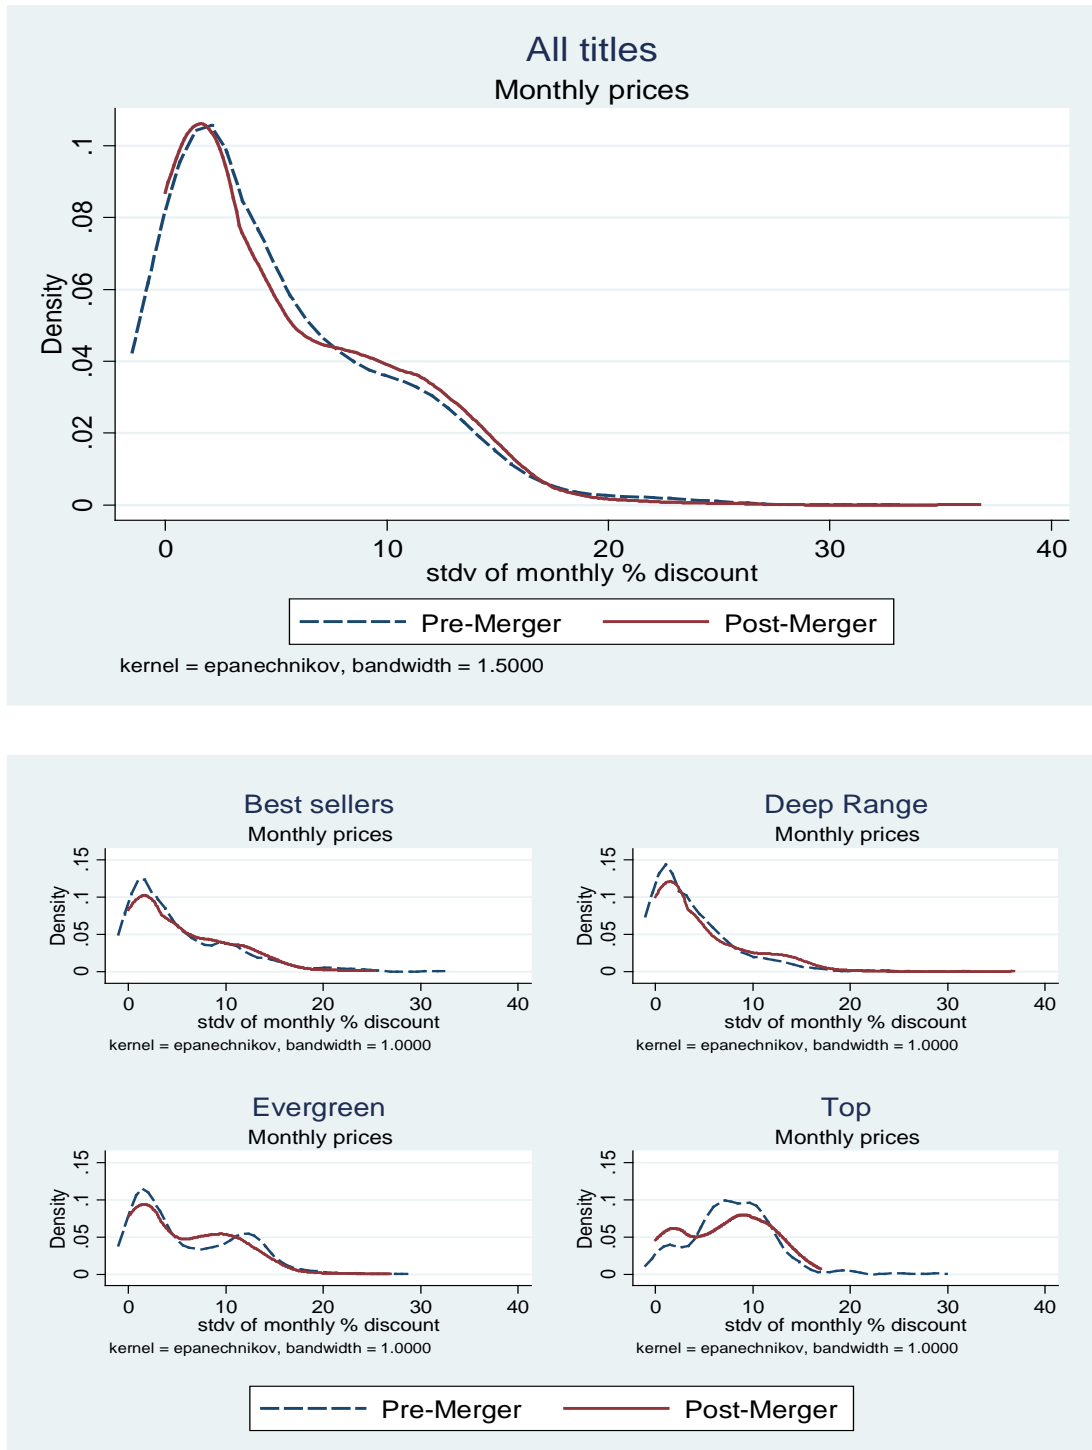 All titles
Monthly prices
Density
0
.02
.04
.06
.08
.1
0 10 20 30 40
stdv of monthly % discount
Pre-Merger Post-Merger
kernel = epanechnikov, bandwidth = 1.5000
Best sellers
Monthly prices
Density
0 .05 .1 .15
0 10 20 30 40
stdv of monthly % discount
kernel = epanechnikov, bandwidth = 1.0000
Deep Range
Monthly prices
Density
0 .05 .1 .15
0 10 20 30 40
stdv of monthly % discount
kernel = epanechnikov, bandwidth = 1.0000
Evergreen
Monthly prices
Density
0 .05 .1 .15
0 10 20 30 40
stdv of monthly % discount
kernel = epanechnikov, bandwidth = 1.0000
Top
Monthly prices
Density
0 .05 .1 .15
0 10 20 30 40
stdv of monthly % discount
kernel = epanechnikov, bandwidth = 1.0000
Pre-Merger Post-Merger